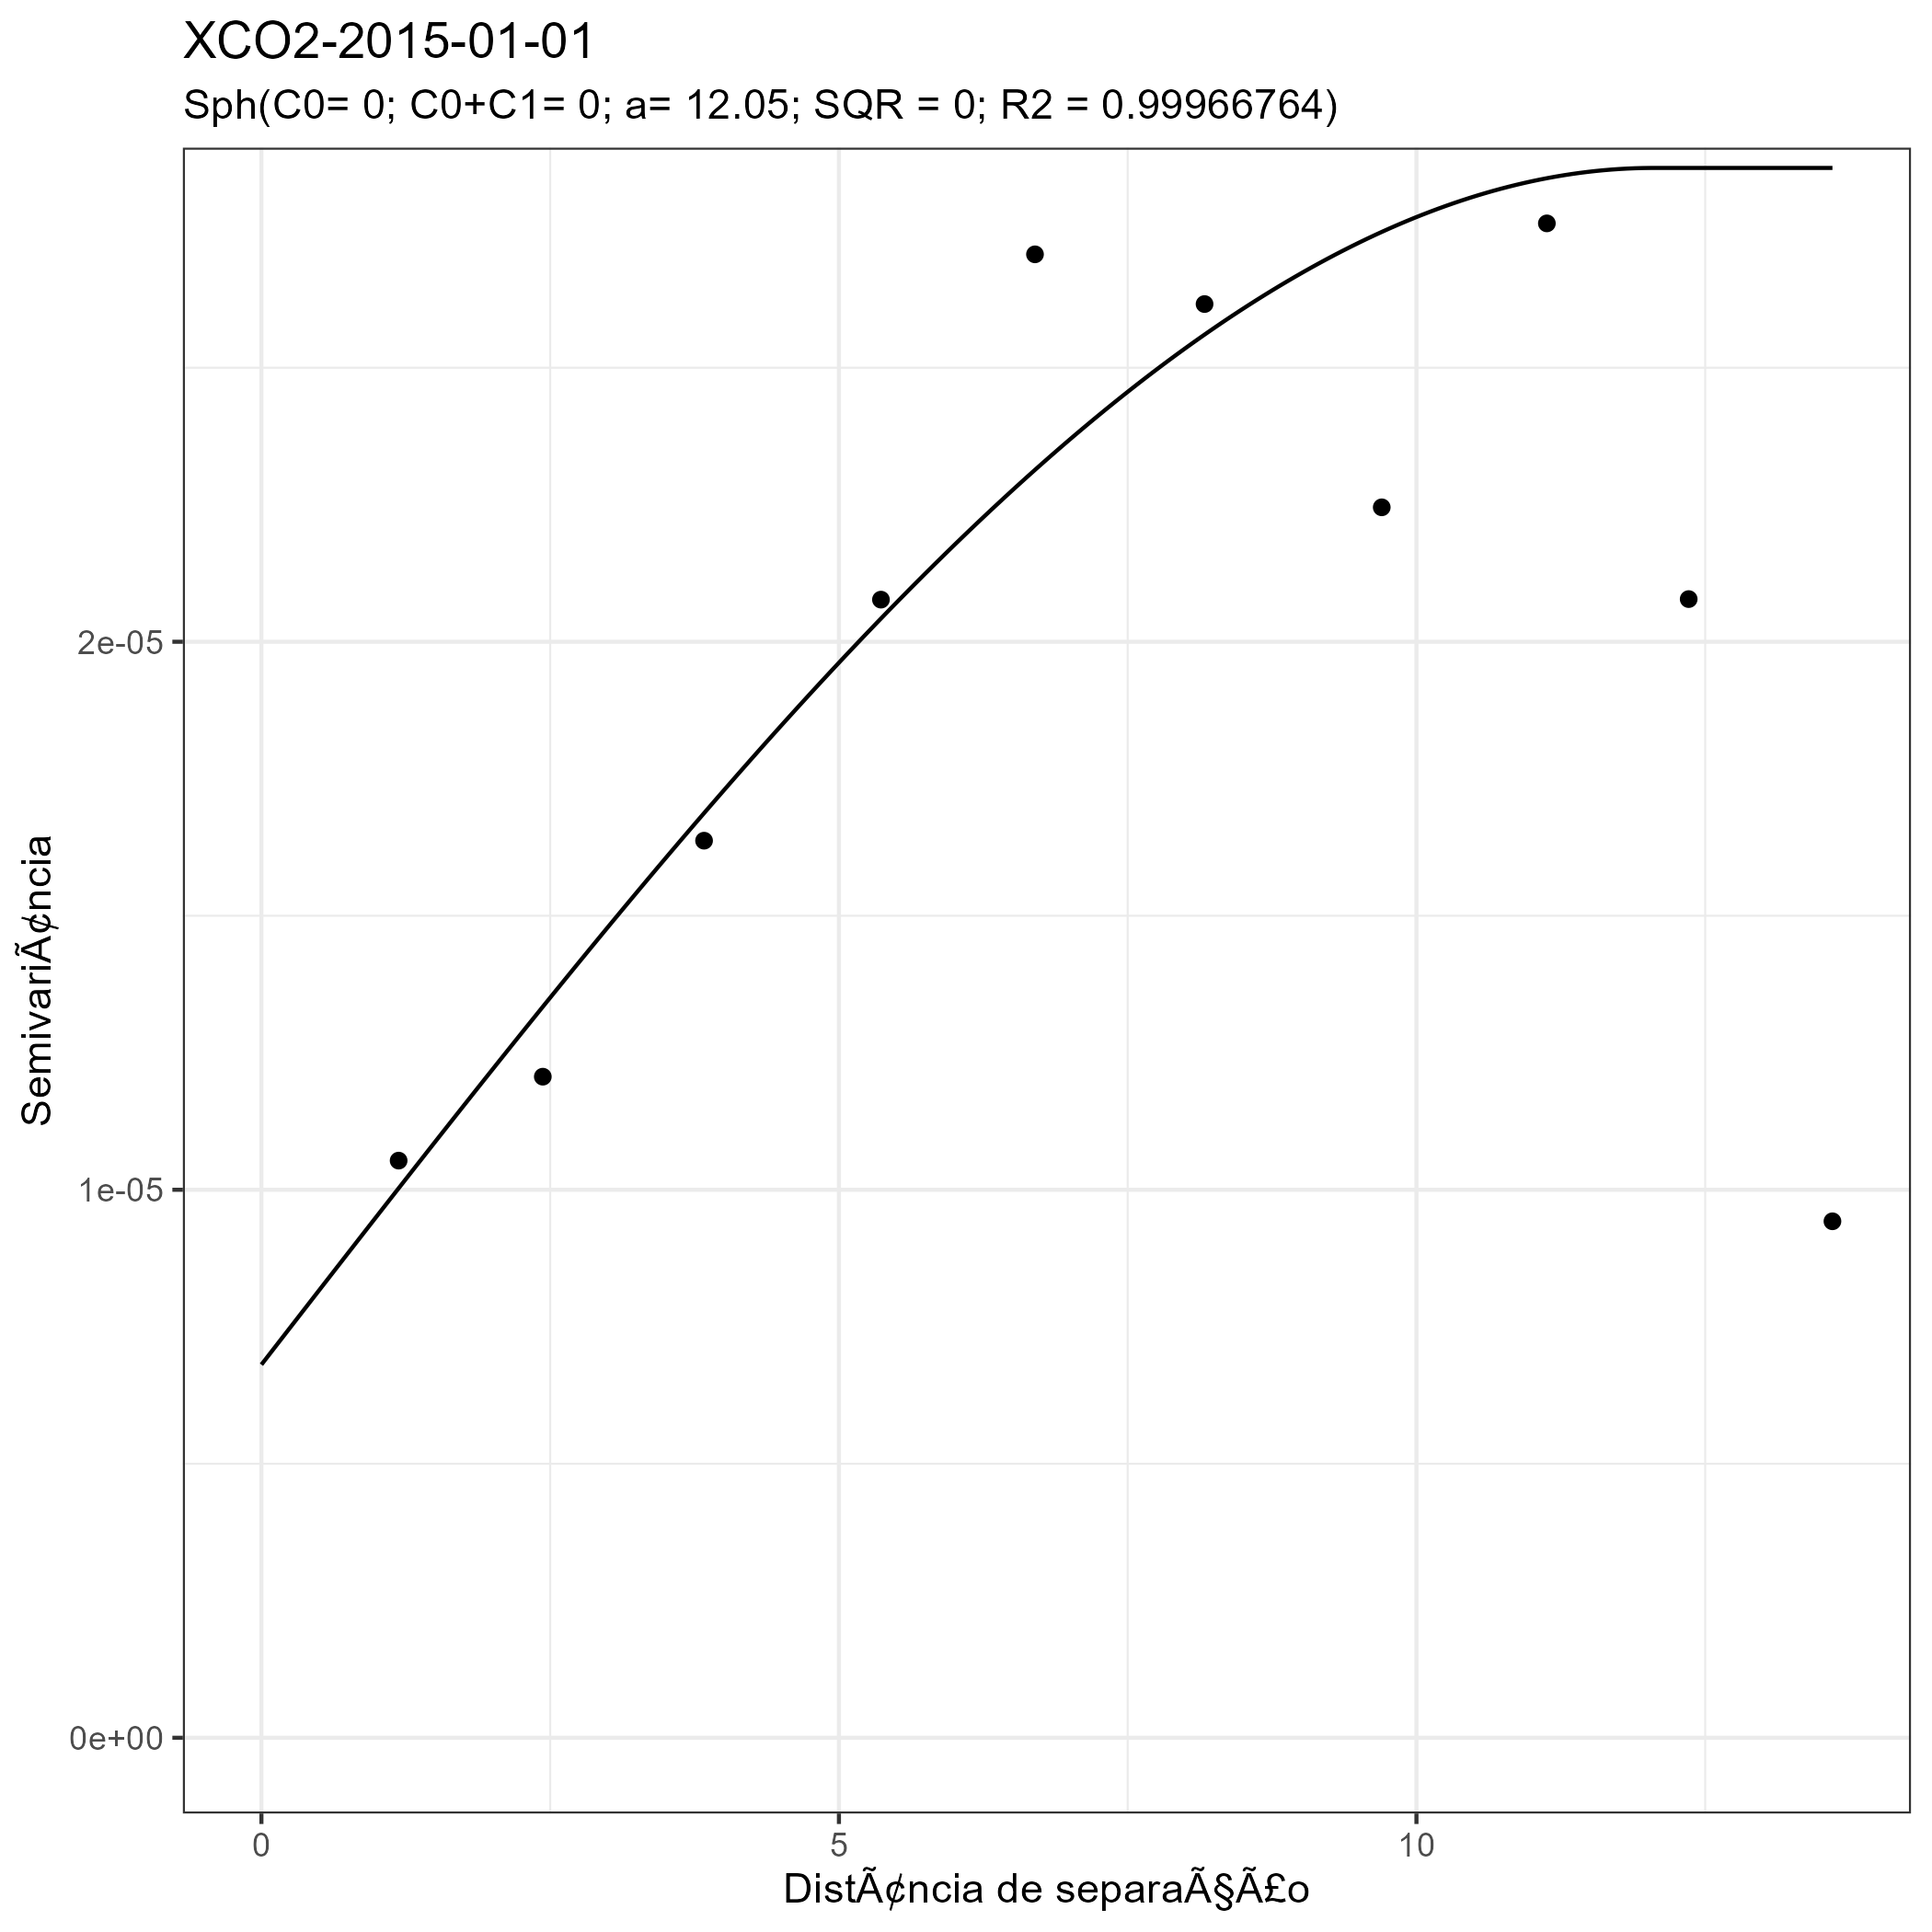 XCO2-2015-01-01
Sph(C0= 0; C0+C1= 0; a= 12.05; SQR = 0; R2 = 0.99966764)
SemivariÃ¢ncia
2e-05
1e-05
0e+00
0
5
10
DistÃ¢ncia de separaÃ§Ã£o